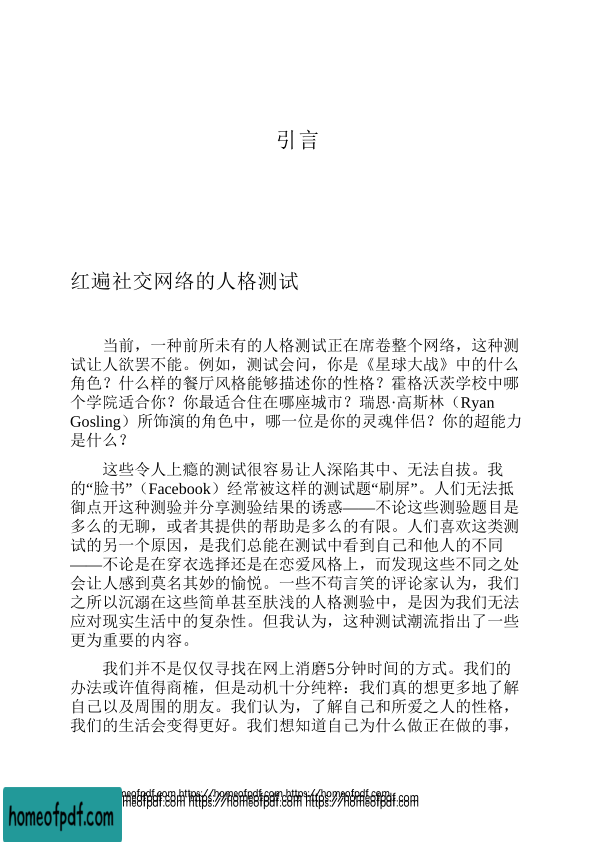 引言
红遍社交网络的人格测试
当前，一种前所未有的人格测试正在席卷整个网络，这种测
试让人欲罢不能。例如，测试会问，你是《星球大战》中的什么
角色？什么样的餐厅风格能够描述你的性格？霍格沃茨学校中哪
个学院适合你？你最适合住在哪座城市？瑞恩·高斯林（Ryan
Gosling）所饰演的角色中，哪一位是你的灵魂伴侣？你的超能力
是什么？
这些令人上瘾的测试很容易让人深陷其中、无法自拔。我
的“脸书”（Facebook）经常被这样的测试题“刷屏”。人们无法抵
御点开这种测验并分享测验结果的诱惑——不论这些测验题目是
多么的无聊，或者其提供的帮助是多么的有限。人们喜欢这类测
试的另一个原因，是我们总能在测试中看到自己和他人的不同
——不论是在穿衣选择还是在恋爱风格上，而发现这些不同之处
会让人感到莫名其妙的愉悦。一些不苟言笑的评论家认为，我们
之所以沉溺在这些简单甚至肤浅的人格测验中，是因为我们无法
应对现实生活中的复杂性。但我认为，这种测试潮流指出了一些
更为重要的内容。
我们并不是仅仅寻找在网上消磨5分钟时间的方式。我们的
办法或许值得商榷，但是动机十分纯粹：我们真的想更多地了解
自己以及周围的朋友。我们认为，了解自己和所爱之人的性格，
我们的生活会变得更好。我们想知道自己为什么做正在做的事，
homeofpdf.com https://homeofpdf.com https://homeofpdf.com
homeofpdf.com https://homeofpdf.com https://homeofpdf.com
homeofpdf.com